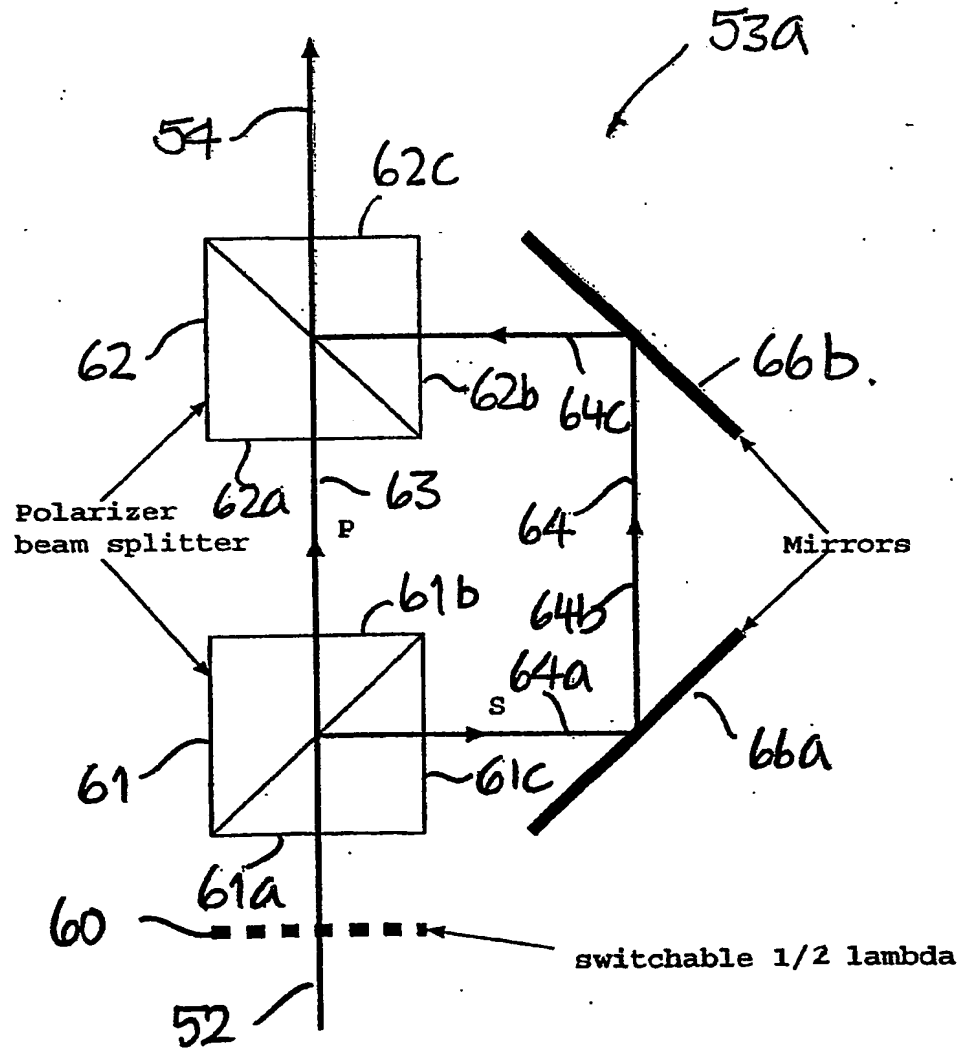 53a
54
62c
62
66b.
62b
64c
62a
63
Polarizer
beam splitter
P
64
Mirrors
61b
64b
64a
S
61
61c
66a
61a
60
switchable 1/2 lambda
52